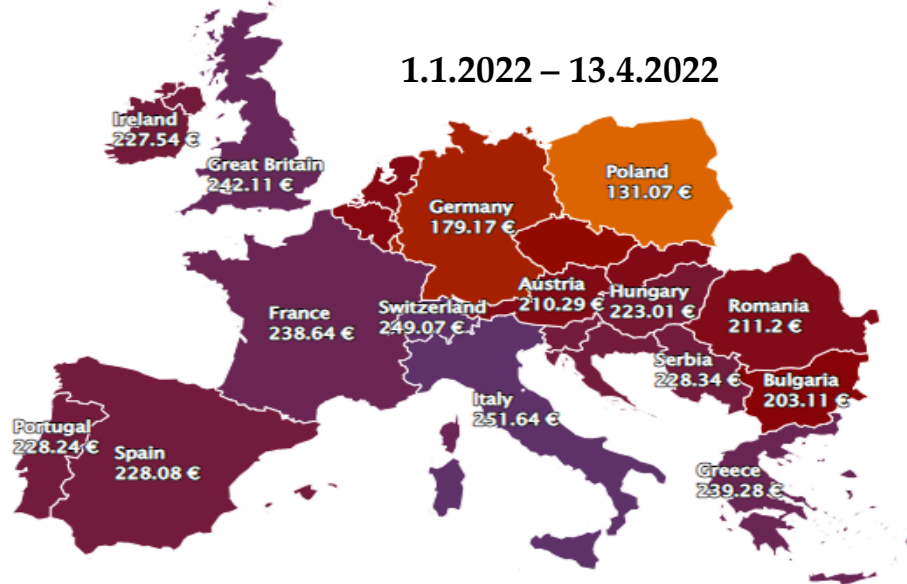 1.1.2022 – 13.4.2022
Ireland
227.54 €
Great Britain
242.11 €
Poland
131.07 €
Germany
179.17 €
France
238.64 €
Switzerland
249.07 €
Austria
210.29 €
Hungary
223.01 €
Romania
211.2 €
Serbia
228.34 €
Bulgaria
203.11 €
Italy
251.64 €
Portugal
228.24 €
Spain
228.08 €
Greece
239.28 €